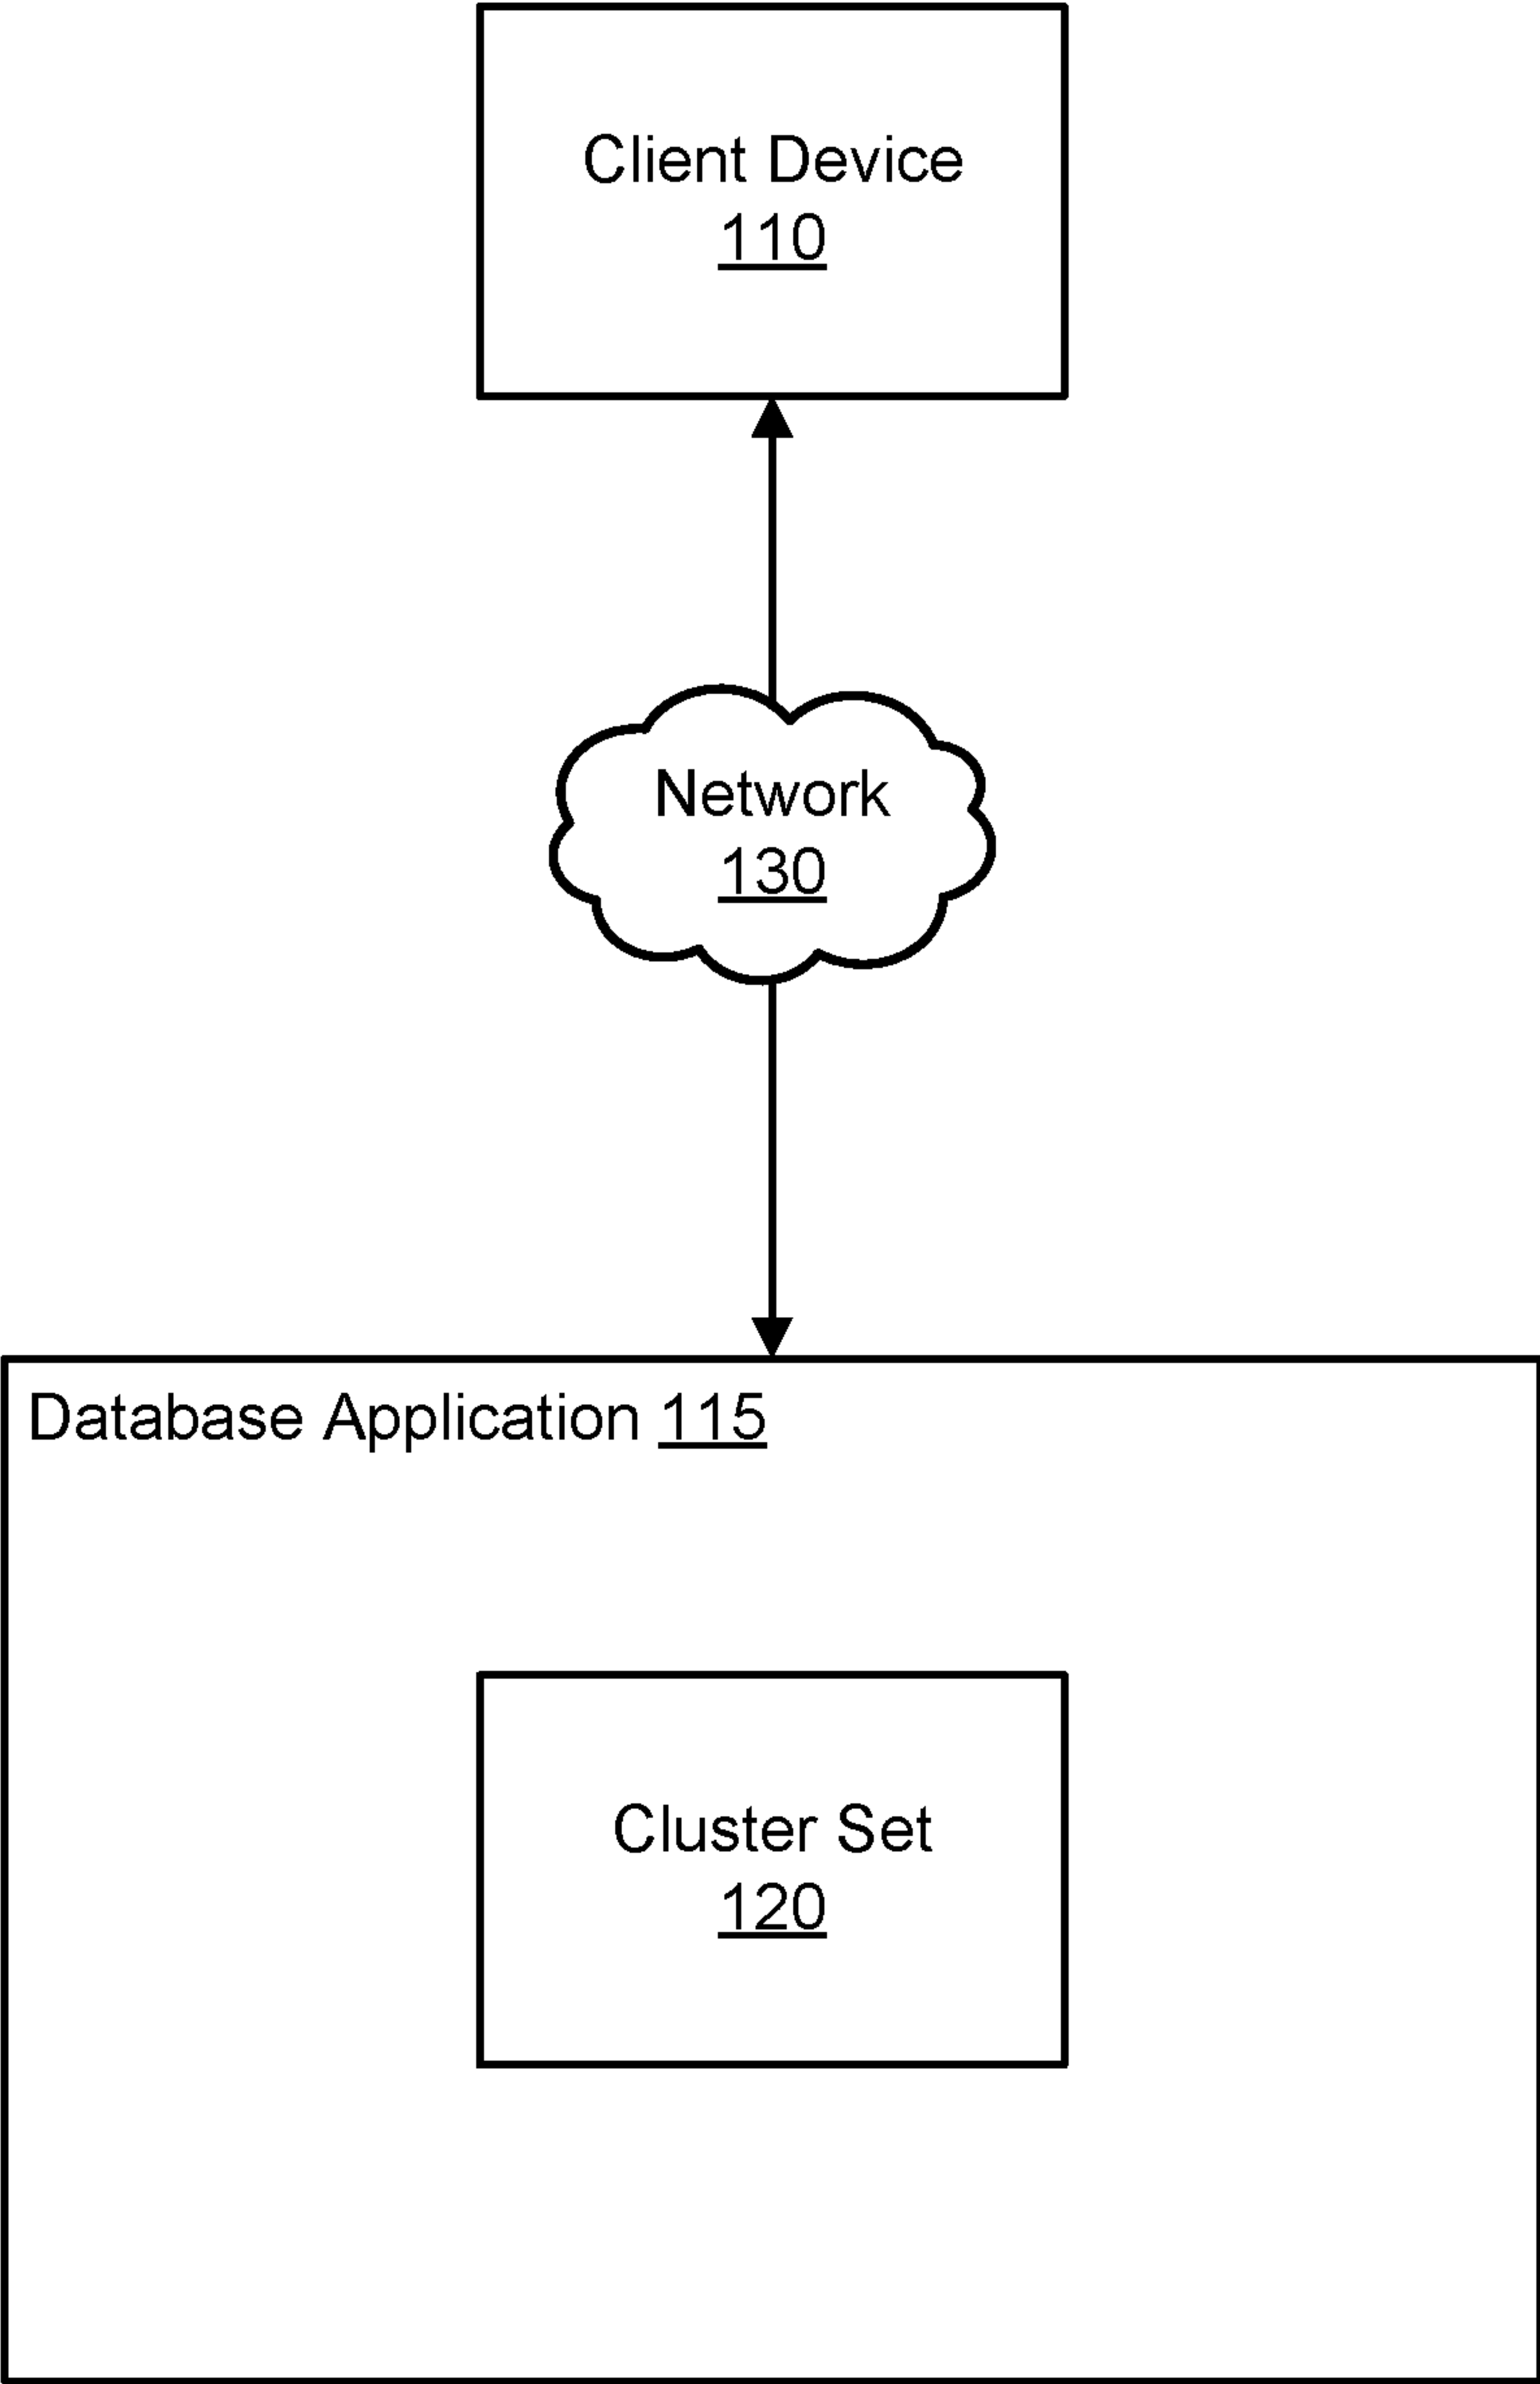 Client Device
110
Network
130
Database Application 115
Cluster Set
120